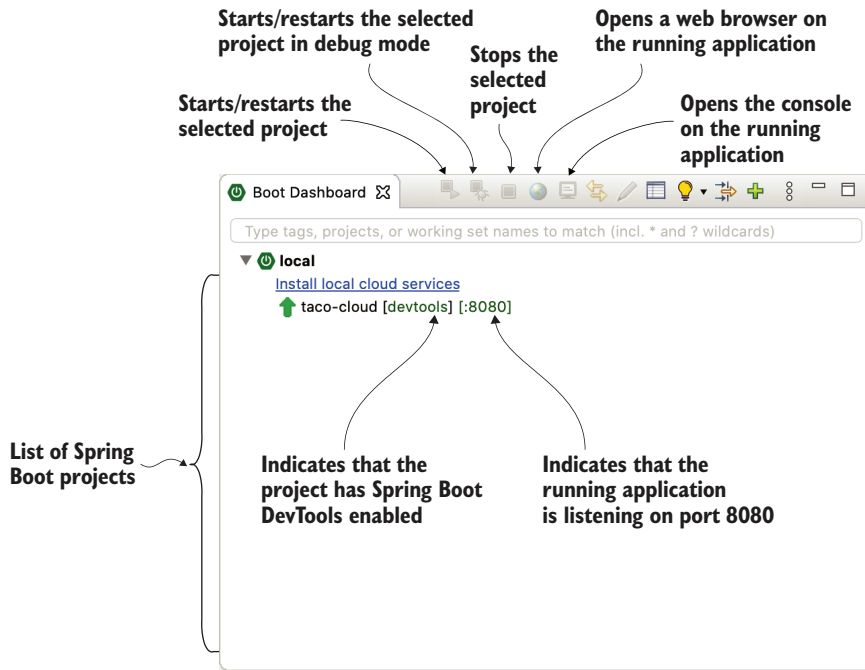 Starts/restarts the selected
project in debug mode
Opens a web browser on
the running application
Stops the
selected
project
Starts/restarts the
selected project
Opens the console
on the running
application
Boot Dashboard
Type tags, projects, or working set names to match (incl. * and ? wildcards)
local
Install local cloud services
taco-cloud [devtools] [:8080]
List of Spring
Boot projects
Indicates that the
project has Spring Boot
DevTools enabled
Indicates that the
running application
is listening on port 8080